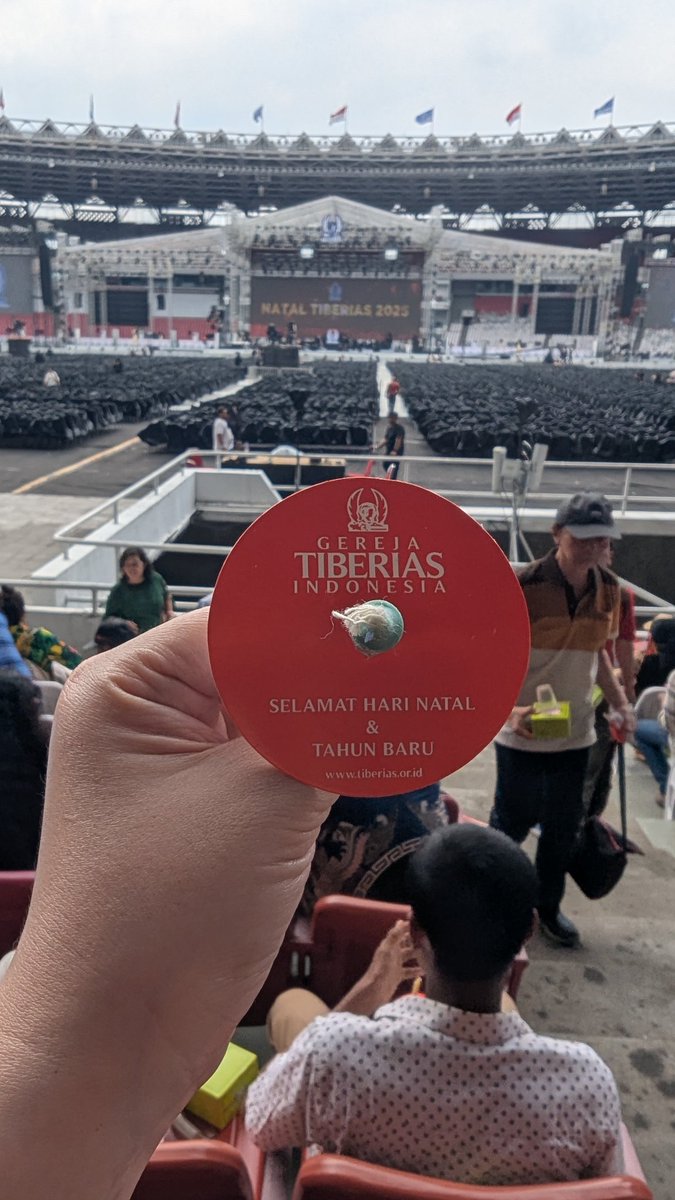 NATAL TIBERIAS 2025
GEREJA
TIBERIAS
INDONESIA
SELAMAT HARI NATAL
&
TAHUN BARU
www.tiberias.or.id